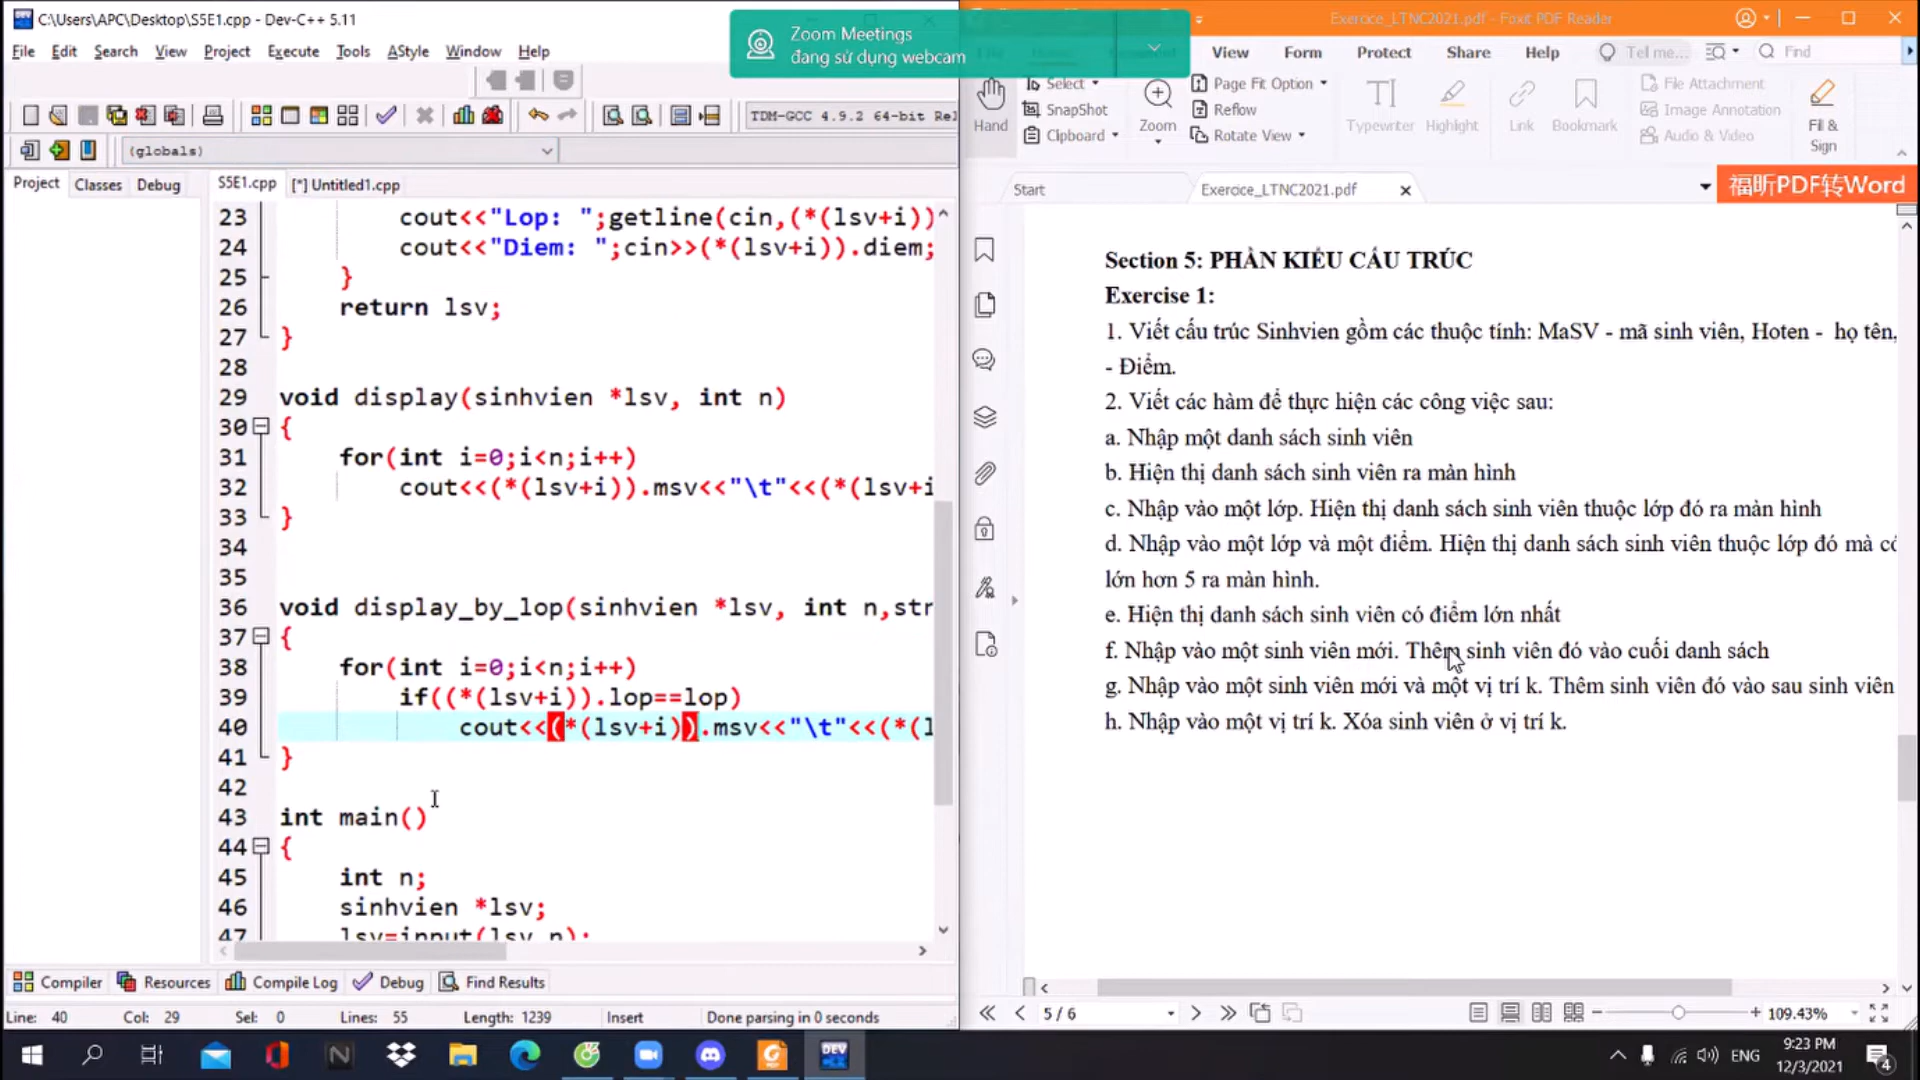 C:\Users\APC\Desktop\S5E1.cpp - Dev-C++ 5.11
File Edit Search View Project Execute Tools AStyle Window Help
TDM-GCC 4.9.2 64-bit Rel
(globals)
Project Classes Debug
S5E1.cpp [*] Untitled1.cpp
23 cout<<"Lop: ";getline(cin,(*(lsv+i))
24 cout<<"Diem: ";cin>>(*(lsv+i)).diem;
25 }
26 return lsv;
27 }
28
29 void display(sinhvien *lsv, int n)
30 {
31 for(int i=0;i<n;i++)
32 cout<<(*(lsv+i)).msv<<"\t"<<(*(lsv+i
33 }
34
35
36 void display_by_lop(sinhvien *lsv, int n,str
37 {
38 for(int i=0;i<n;i++)
39 if((*(lsv+i)).lop==lop)
40 cout<<(*(lsv+i)).msv<<"\t"<<(*(l
41 }
42
43 int main()
44 {
45 int n;
46 sinhvien *lsv;
47 lsv=input(lsv,n);
Compiler Resources Compile Log Debug Find Results
Line: 40 Col: 29 Sel: 0 Lines: 55 Length: 1239 Insert Done parsing in 0 seconds
Zoom Meetings
đang sử dụng webcam
Exercice_LTNC2021.pdf - Foxit PDF Reader
View Form Protect Share Help Tell me... Find
Hand
Select
SnapShot
Clipboard
Zoom
Page Fit Option
Reflow
Rotate View
Typewriter Highlight Link Bookmark
File Attachment
Image Annotation
Audio & Video
Fill &
Sign
Start Exercice_LTNC2021.pdf
福昕PDF转Word
Section 5: PHẦN KIỂU CẤU TRÚC
Exercise 1:
1. Viết cấu trúc Sinhvien gồm các thuộc tính: MaSV - mã sinh viên, Hoten - họ tên,
- Điểm.
2. Viết các hàm để thực hiện các công việc sau:
a. Nhập một danh sách sinh viên
b. Hiện thị danh sách sinh viên ra màn hình
c. Nhập vào một lớp. Hiện thị danh sách sinh viên thuộc lớp đó ra màn hình
d. Nhập vào một lớp và một điểm. Hiện thị danh sách sinh viên thuộc lớp đó mà có
lớn hơn 5 ra màn hình.
e. Hiện thị danh sách sinh viên có điểm lớn nhất
f. Nhập vào một sinh viên mới. Thêm sinh viên đó vào cuối danh sách
g. Nhập vào một sinh viên mới và một vị trí k. Thêm sinh viên đó vào sau sinh viên
h. Nhập vào một vị trí k. Xóa sinh viên ở vị trí k.
5 / 6
109.43%
DEV
ENG
9:23 PM
12/3/2021
4